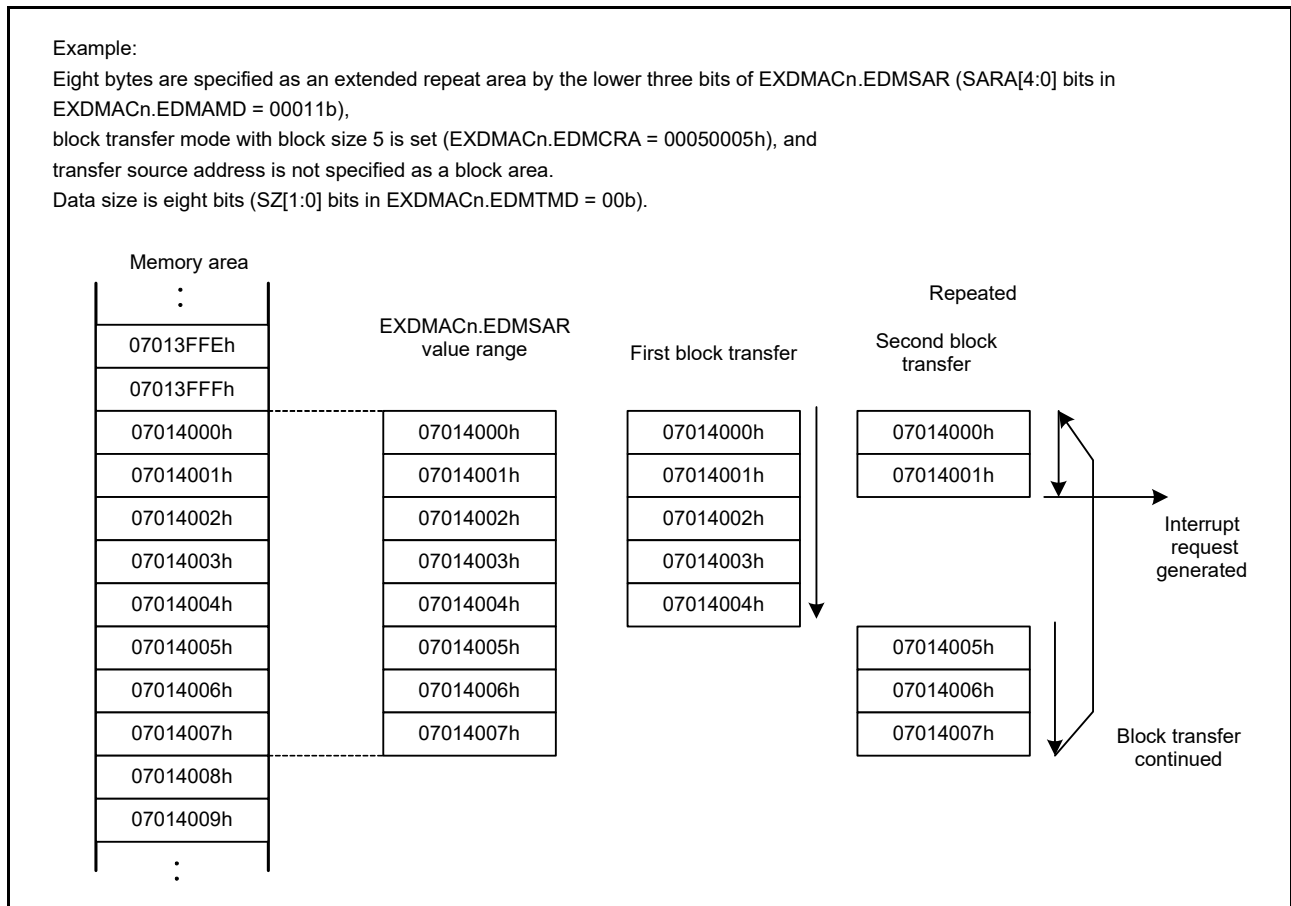 Example:
Eight bytes are specified as an extended repeat area by the lower three bits of EXDMACn.EDMSAR (SARA[4:0] bits in
EXDMACn.EDMAMD = 00011b),
block transfer mode with block size 5 is set (EXDMACn.EDMCRA = 00050005h), and
transfer source address is not specified as a block area.
Data size is eight bits (SZ[1:0] bits in EXDMACn.EDMTMD = 00b).
Memory area
:
07013FFEh
07013FFFh
07014000h
07014001h
07014002h
07014003h
07014004h
07014005h
07014006h
07014007h
07014008h
07014009h
:
EXDMACn.EDMSAR
value range
07014000h
07014001h
07014002h
07014003h
07014004h
07014005h
07014006h
07014007h
First block transfer
07014000h
07014001h
07014002h
07014003h
07014004h
Repeated
Second block
transfer
07014000h
07014001h
07014005h
07014006h
07014007h
Interrupt
request
generated
Block transfer
continued